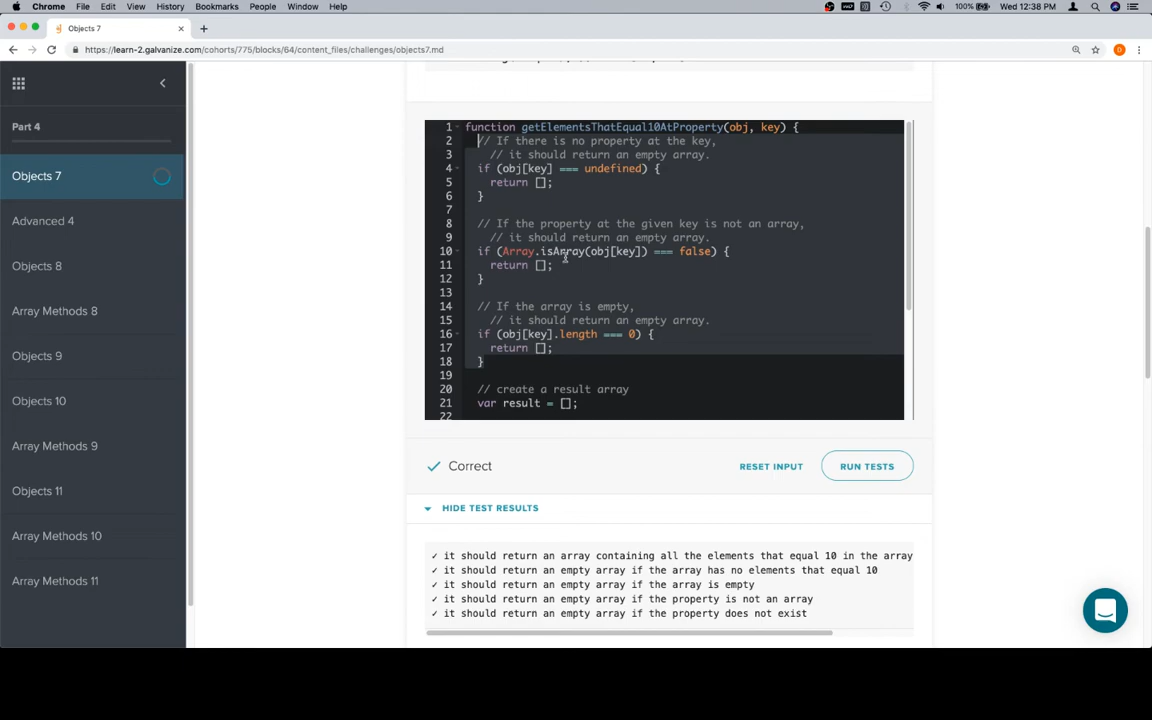 Chrome File Edit View History Bookmarks People Window Help 100% Wed 12:38 PM
Objects 7
https://learn-2.galvanize.com/cohorts/775/blocks/64/content_files/challenges/objects7.md
D
Part 4
Objects 7
Advanced 4
Objects 8
Array Methods 8
Objects 9
Objects 10
Array Methods 9
Objects 11
Array Methods 10
Array Methods 11
1 function getElementsThatEqual10AtProperty(obj, key) {
2 // If there is no property at the key,
3 // it should return an empty array.
4 if (obj[key] === undefined) {
5 return [];
6 }
7
8 // If the property at the given key is not an array,
9 // it should return an empty array.
10 if (Array.isArray(obj[key]) === false) {
11 return [];
12 }
13
14 // If the array is empty,
15 // it should return an empty array.
16 if (obj[key].length === 0) {
17 return [];
18 }
19
20 // create a result array
21 var result = [];
22
✓ Correct
RESET INPUT
RUN TESTS
HIDE TEST RESULTS
✓ it should return an array containing all the elements that equal 10 in the array
✓ it should return an empty array if the array has no elements that equal 10
✓ it should return an empty array if the array is empty
✓ it should return an empty array if the property is not an array
✓ it should return an empty array if the property does not exist